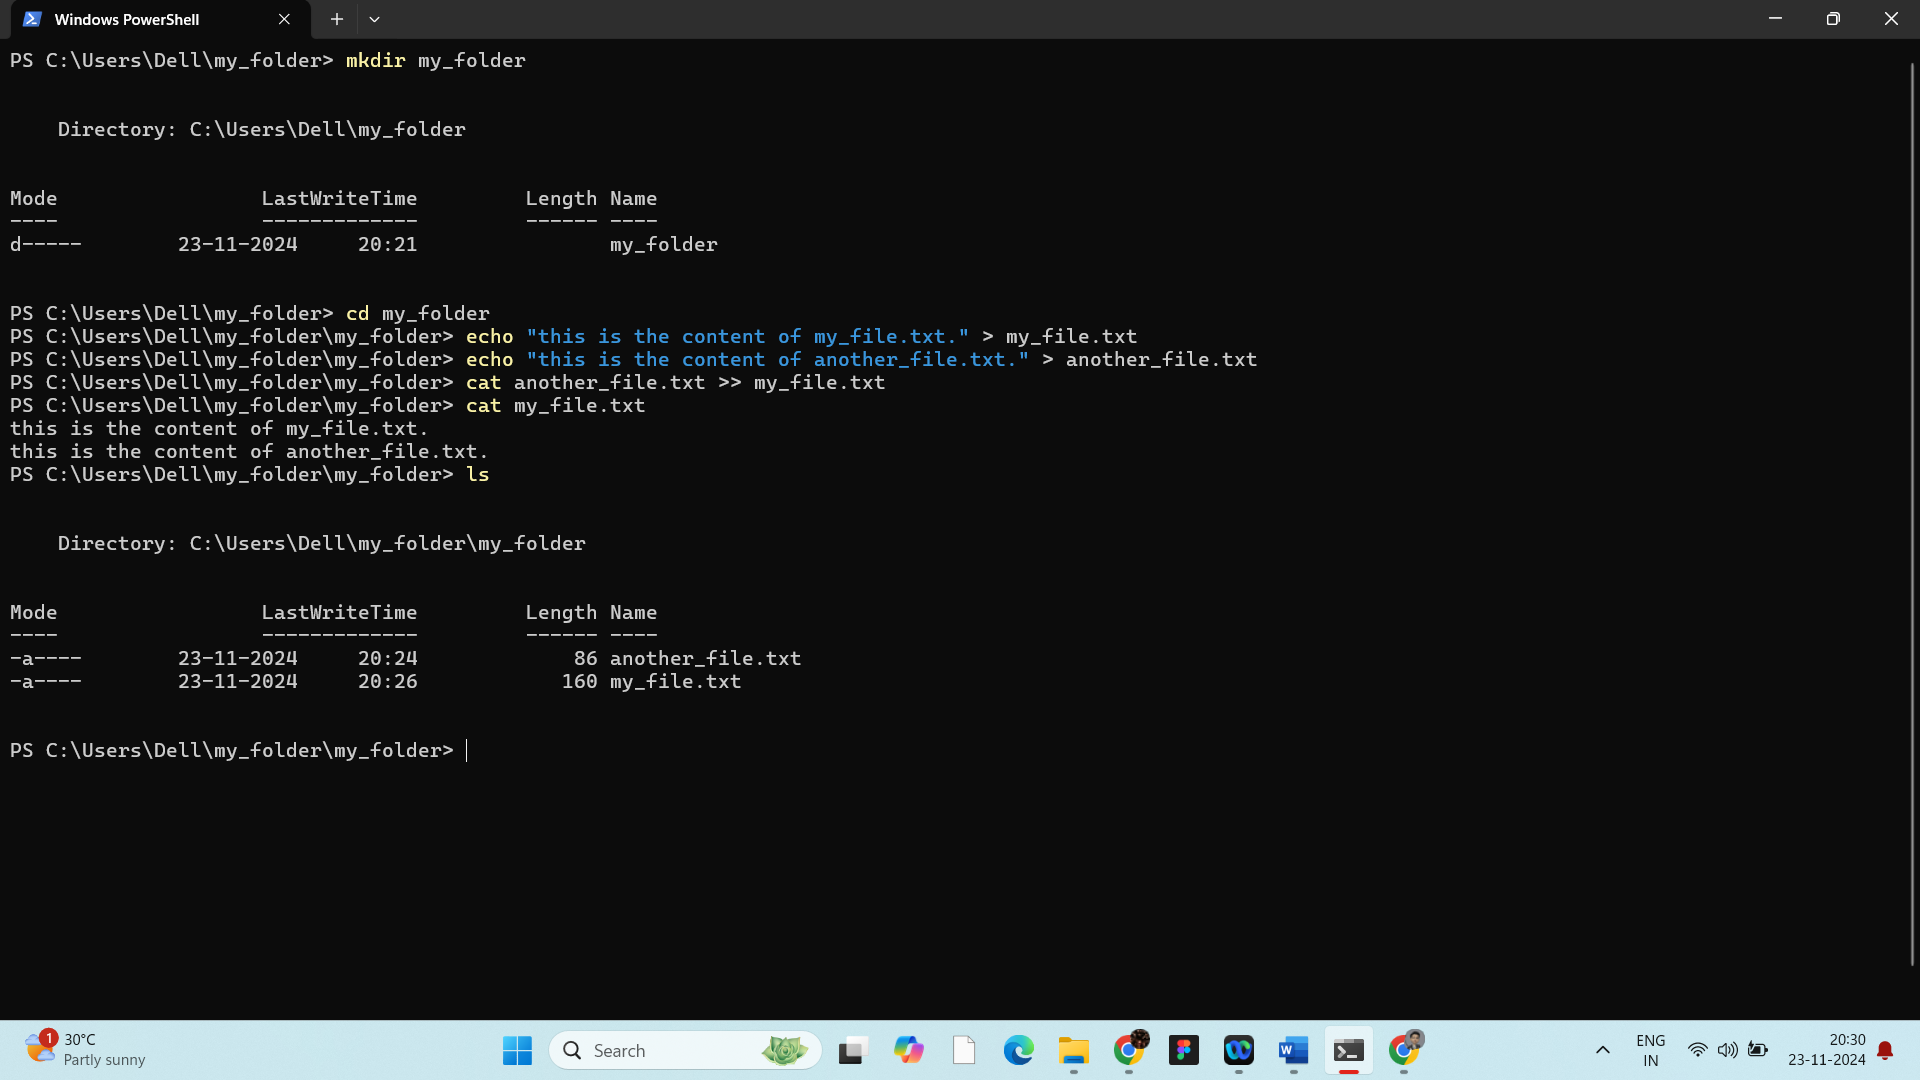 Windows PowerShell
PS C:\Users\Dell\my_folder> mkdir my_folder
Directory: C:\Users\Dell\my_folder
Mode LastWriteTime Length Name
---- ------------- ------ ----
d----- 23-11-2024 20:21 my_folder
PS C:\Users\Dell\my_folder> cd my_folder
PS C:\Users\Dell\my_folder\my_folder> echo "this is the content of my_file.txt." > my_file.txt
PS C:\Users\Dell\my_folder\my_folder> echo "this is the content of another_file.txt." > another_file.txt
PS C:\Users\Dell\my_folder\my_folder> cat another_file.txt >> my_file.txt
PS C:\Users\Dell\my_folder\my_folder> cat my_file.txt
this is the content of my_file.txt.
this is the content of another_file.txt.
PS C:\Users\Dell\my_folder\my_folder> ls
Directory: C:\Users\Dell\my_folder\my_folder
Mode LastWriteTime Length Name
---- ------------- ------ ----
-a---- 23-11-2024 20:24 86 another_file.txt
-a---- 23-11-2024 20:26 160 my_file.txt
PS C:\Users\Dell\my_folder\my_folder>
1
30°C
Partly sunny
Search
W
ENG
IN
20:30
23-11-2024